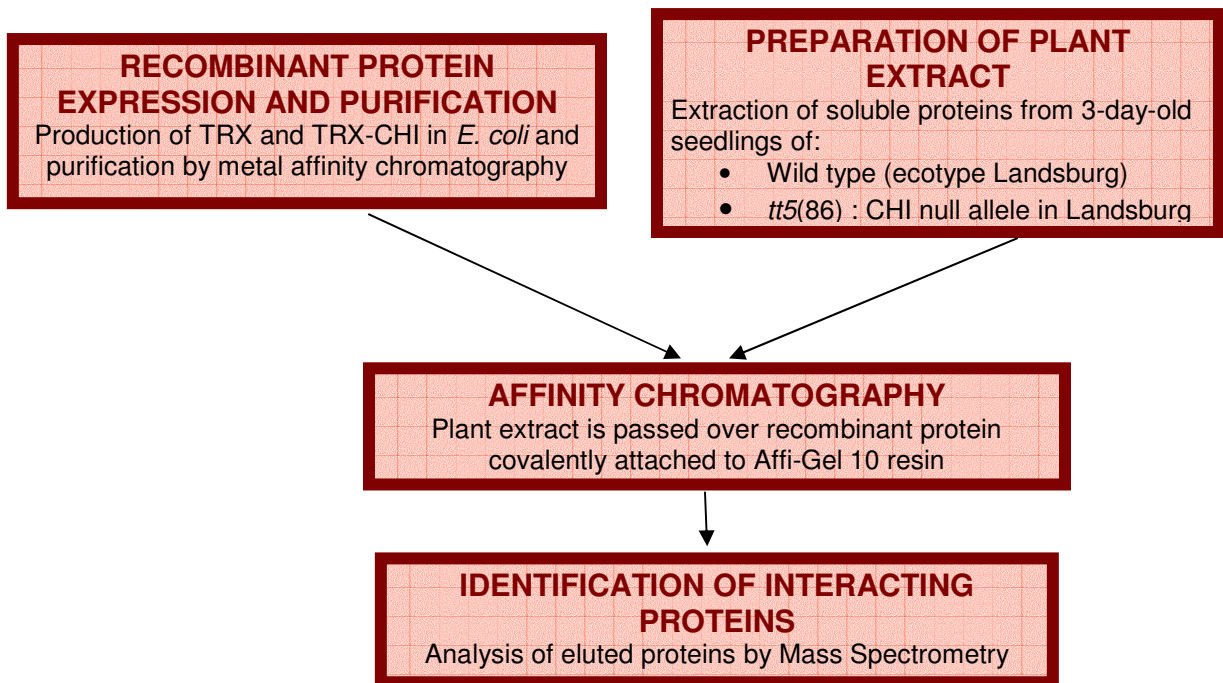 RECOMBINANT PROTEIN
EXPRESSION AND PURIFICATION
Production of TRX and TRX-CHI in E. coli and
purification by metal affinity chromatography
PREPARATION OF PLANT
EXTRACT
Extraction of soluble proteins from 3-day-old
seedlings of:
• Wild type (ecotype Landsburg)
• tt5(86) : CHI null allele in Landsburg
AFFINITY CHROMATOGRAPHY
Plant extract is passed over recombinant protein
covalently attached to Affi-Gel 10 resin
IDENTIFICATION OF INTERACTING
PROTEINS
Analysis of eluted proteins by Mass Spectrometry